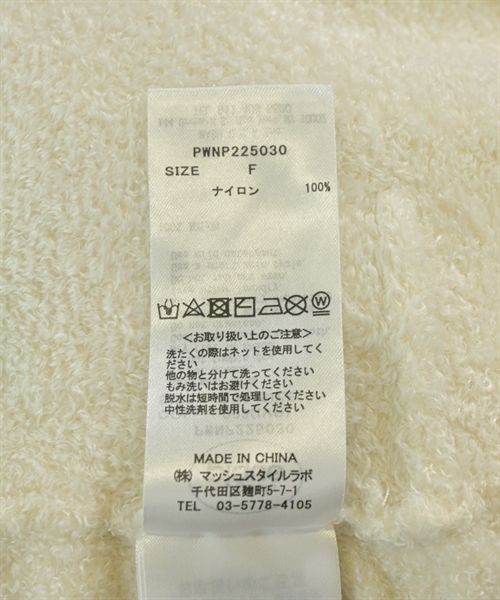 PWNP225030
SIZE F
ナイロン 100%
<お取り扱い上のご注意>
洗たくの際はネットを使用してく
ださい
他の物と分けて洗ってください
もみ洗いはお避けください
脱水は短時間で処理してください
中性洗剤を使用してください
MADE IN CHINA
(株) マッシュスタイルラボ
千代田区麹町5-7-1
TEL 03-5778-4105